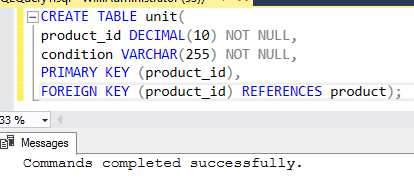 CREATE TABLE unit(
product_id DECIMAL(10) NOT NULL,
condition VARCHAR(255) NOT NULL,
PRIMARY KEY (product_id),
FOREIGN KEY (product_id) REFERENCES product);
33 %
Messages
Commands completed successfully.